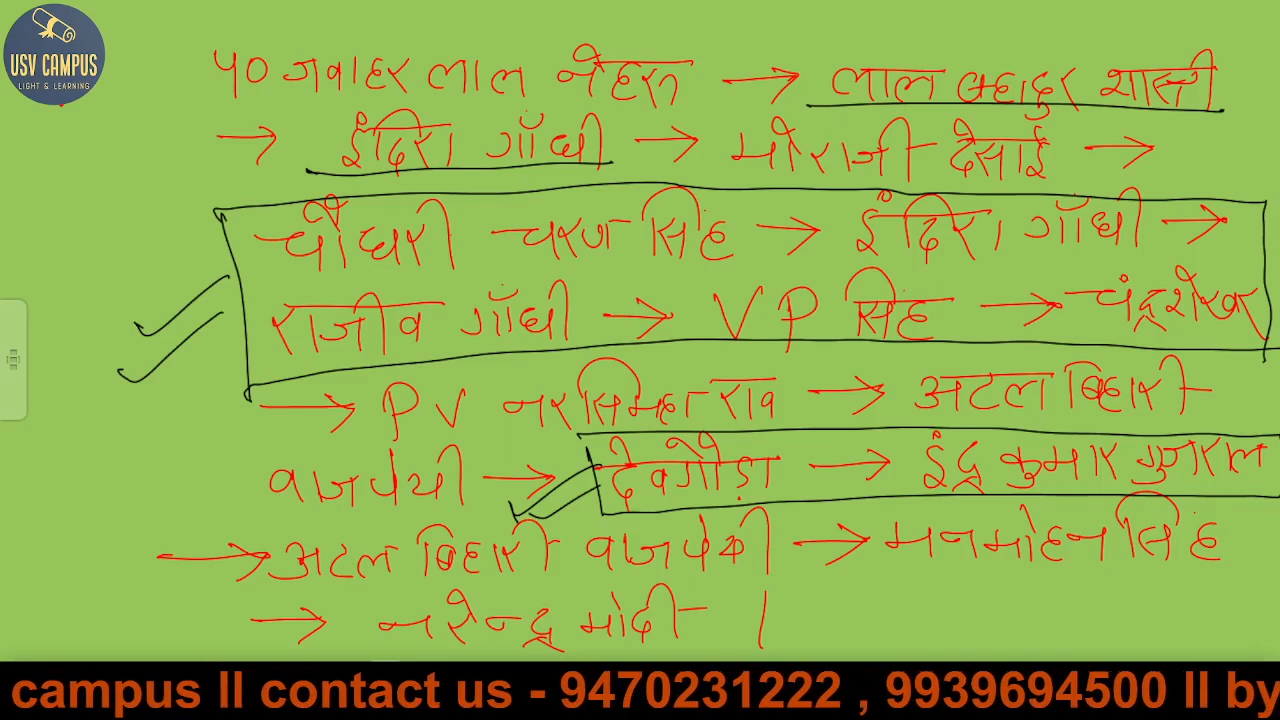 USV CAMPUS
LIGHT & LEARNING
पं० जवाहर लाल नेहरू → लाल बहादुर शास्त्री
→ इंदिरा गाँधी → मोराजी देसाई →
चौधरी चरण सिंह → इंदिरा गाँधी →
राजीव गाँधी → V P सिंह → चंद्रशेखर
→ P V नरसिम्हा राव → अटल बिहारी
वाजपेयी → देवगौड़ा → इंद्र कुमार गुजराल
→ अटल बिहारी वाजपेयी → मनमोहन सिंह
→ नरेन्द्र मोदी ।
campus ll contact us - 9470231222 , 9939694500 ll by